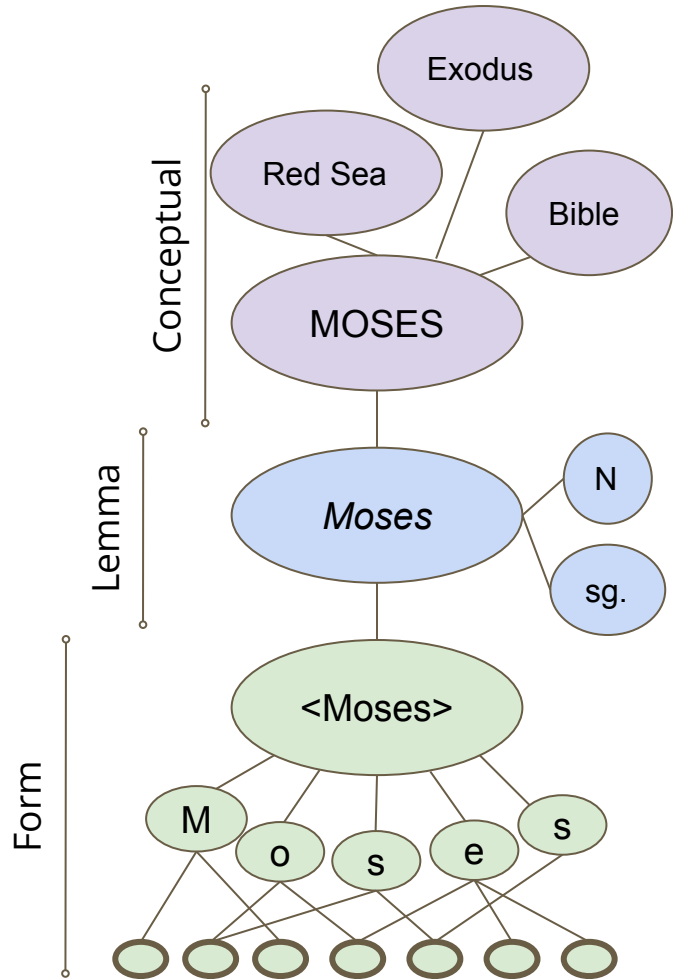 Exodus
Red Sea
Bible
Conceptual
MOSES
Lemma
Moses
N
sg.
Form
<Moses>
M
o
s
e
s